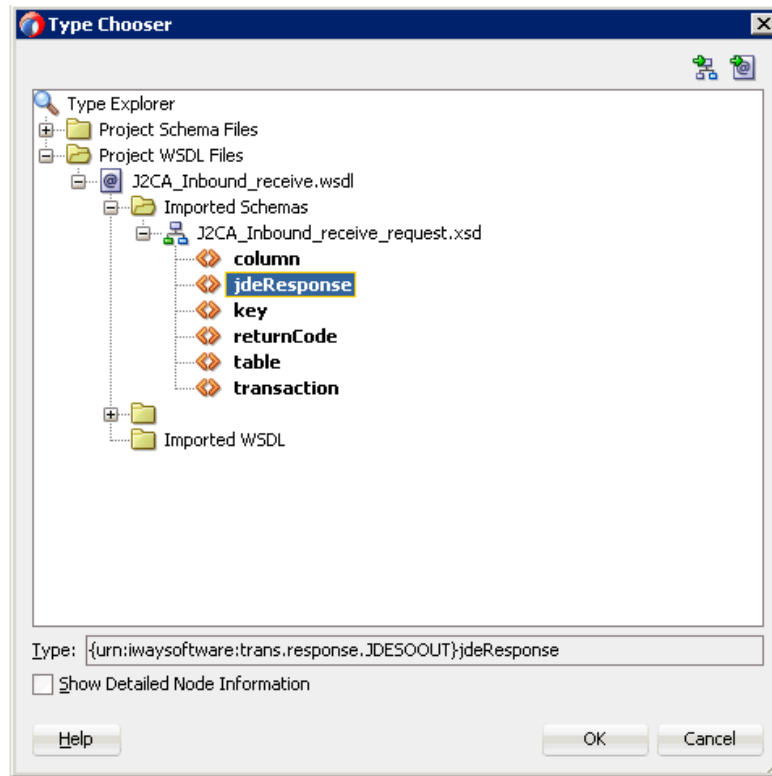 Type Chooser
Type Explorer
Project Schema Files
Project WSDL Files
J2CA_Inbound_receive.wsdl
Imported Schemas
J2CA_Inbound_receive_request.xsd
column
jdeResponse
key
returnCode
table
transaction
Imported WSDL
Type: {urn:iwaysoftware:trans.response.JDESOOUT}jdeResponse
Show Detailed Node Information
Help OK Cancel